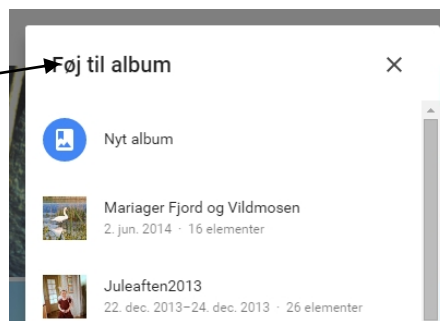 Føj til album
Nyt album
Mariager Fjord og Vildmosen
2. jun. 2014 · 16 elementer
Juleaften2013
22. dec. 2013–24. dec. 2013 · 26 elementer